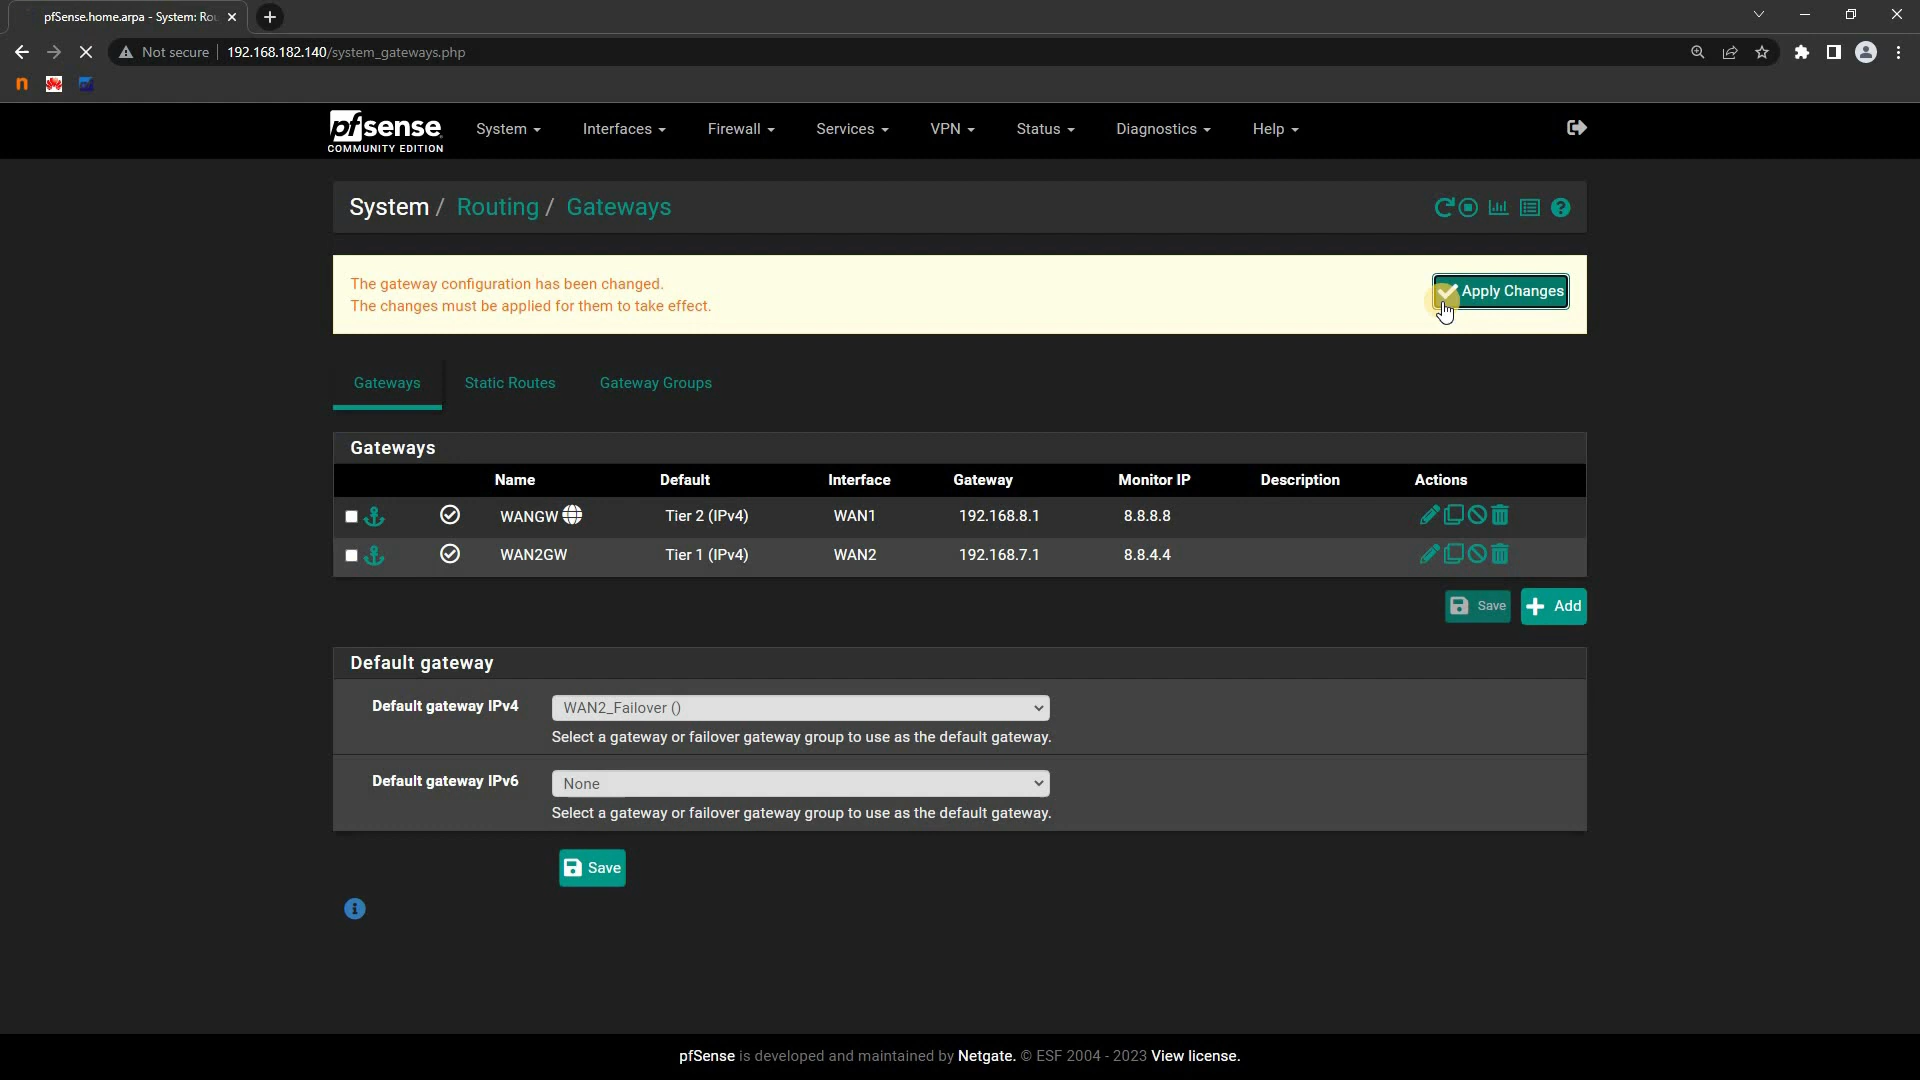 pfSense.home.arpa - System: Rou
Not secure 192.168.182.140/system_gateways.php
pfsense
COMMUNITY EDITION
System Interfaces Firewall Services VPN Status Diagnostics Help
System / Routing / Gateways
The gateway configuration has been changed.
The changes must be applied for them to take effect.
Apply Changes
Gateways Static Routes Gateway Groups
Gateways
Name Default Interface Gateway Monitor IP Description Actions
WANGW Tier 2 (IPv4) WAN1 192.168.8.1 8.8.8.8
WAN2GW Tier 1 (IPv4) WAN2 192.168.7.1 8.8.4.4
Save Add
Default gateway
Default gateway IPv4 WAN2_Failover ()
Select a gateway or failover gateway group to use as the default gateway.
Default gateway IPv6 None
Select a gateway or failover gateway group to use as the default gateway.
Save
pfSense is developed and maintained by Netgate. © ESF 2004 - 2023 View license.